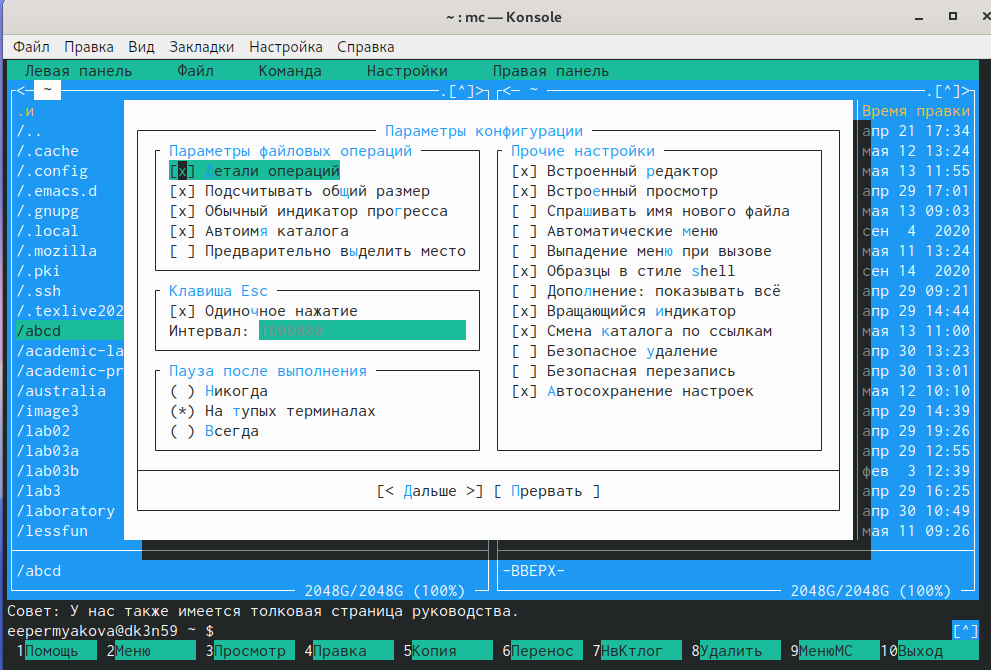 ~ : mc — Konsole
Файл Правка Вид Закладки Настройка Справка
Левая панель Файл Команда Настройки Правая панель
<— ~ .[^]> <— ~ .[^]>
.и Время правки
/.. апр 21 17:34
/.cache мая 12 13:24
/.config мая 13 11:55
/.emacs.d апр 29 17:01
/.gnupg мая 13 09:03
/.local сен 4 2020
/.mozilla мая 11 13:24
/.pki сен 14 2020
/.ssh апр 29 09:21
/.texlive202 апр 29 14:44
/abcd мая 13 11:00
/academic-la апр 30 13:23
/academic-pr апр 30 13:01
/australia мая 12 10:10
/image3 апр 29 14:39
/lab02 апр 29 19:26
/lab03a апр 29 12:55
/lab03b фев 3 12:39
/lab3 апр 29 16:25
/laboratory апр 30 10:49
/lessfun мая 11 09:26
Параметры конфигурации
Параметры файловых операций
[x] Детали операций
[x] Подсчитывать общий размер
[x] Обычный индикатор прогресса
[x] Автоимя каталога
[ ] Предварительно выделить место
Клавиша Esc
[x] Одиночное нажатие
Интервал: 1000000
Пауза после выполнения
( ) Никогда
(*) На тупых терминалах
( ) Всегда
Прочие настройки
[x] Встроенный редактор
[x] Встроенный просмотр
[ ] Спрашивать имя нового файла
[ ] Автоматические меню
[ ] Выпадение меню при вызове
[x] Образцы в стиле shell
[ ] Дополнение: показывать всё
[x] Вращающийся индикатор
[x] Смена каталога по ссылкам
[ ] Безопасное удаление
[ ] Безопасная перезапись
[x] Автосохранение настроек
[< Дальше >] [ Прервать ]
/abcd -ВВЕРХ-
2048G/2048G (100%) 2048G/2048G (100%)
Совет: У нас также имеется толковая страница руководства.
eepermyakova@dk3n59 ~ $ [^]
1Помощь 2Меню 3Просмотр 4Правка 5Копия 6Перенос 7НвКтлог 8Удалить 9МенюМС 10Выход